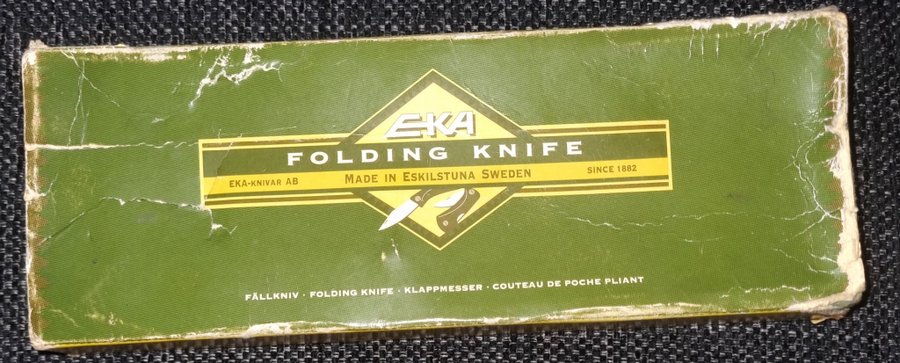 EKA
FOLDING KNIFE
EKA-KNIVAR AB MADE IN ESKILSTUNA SWEDEN SINCE 1882
FÄLLKNIV · FOLDING KNIFE · KLAPPMESSER · COUTEAU DE POCHE PLIANT